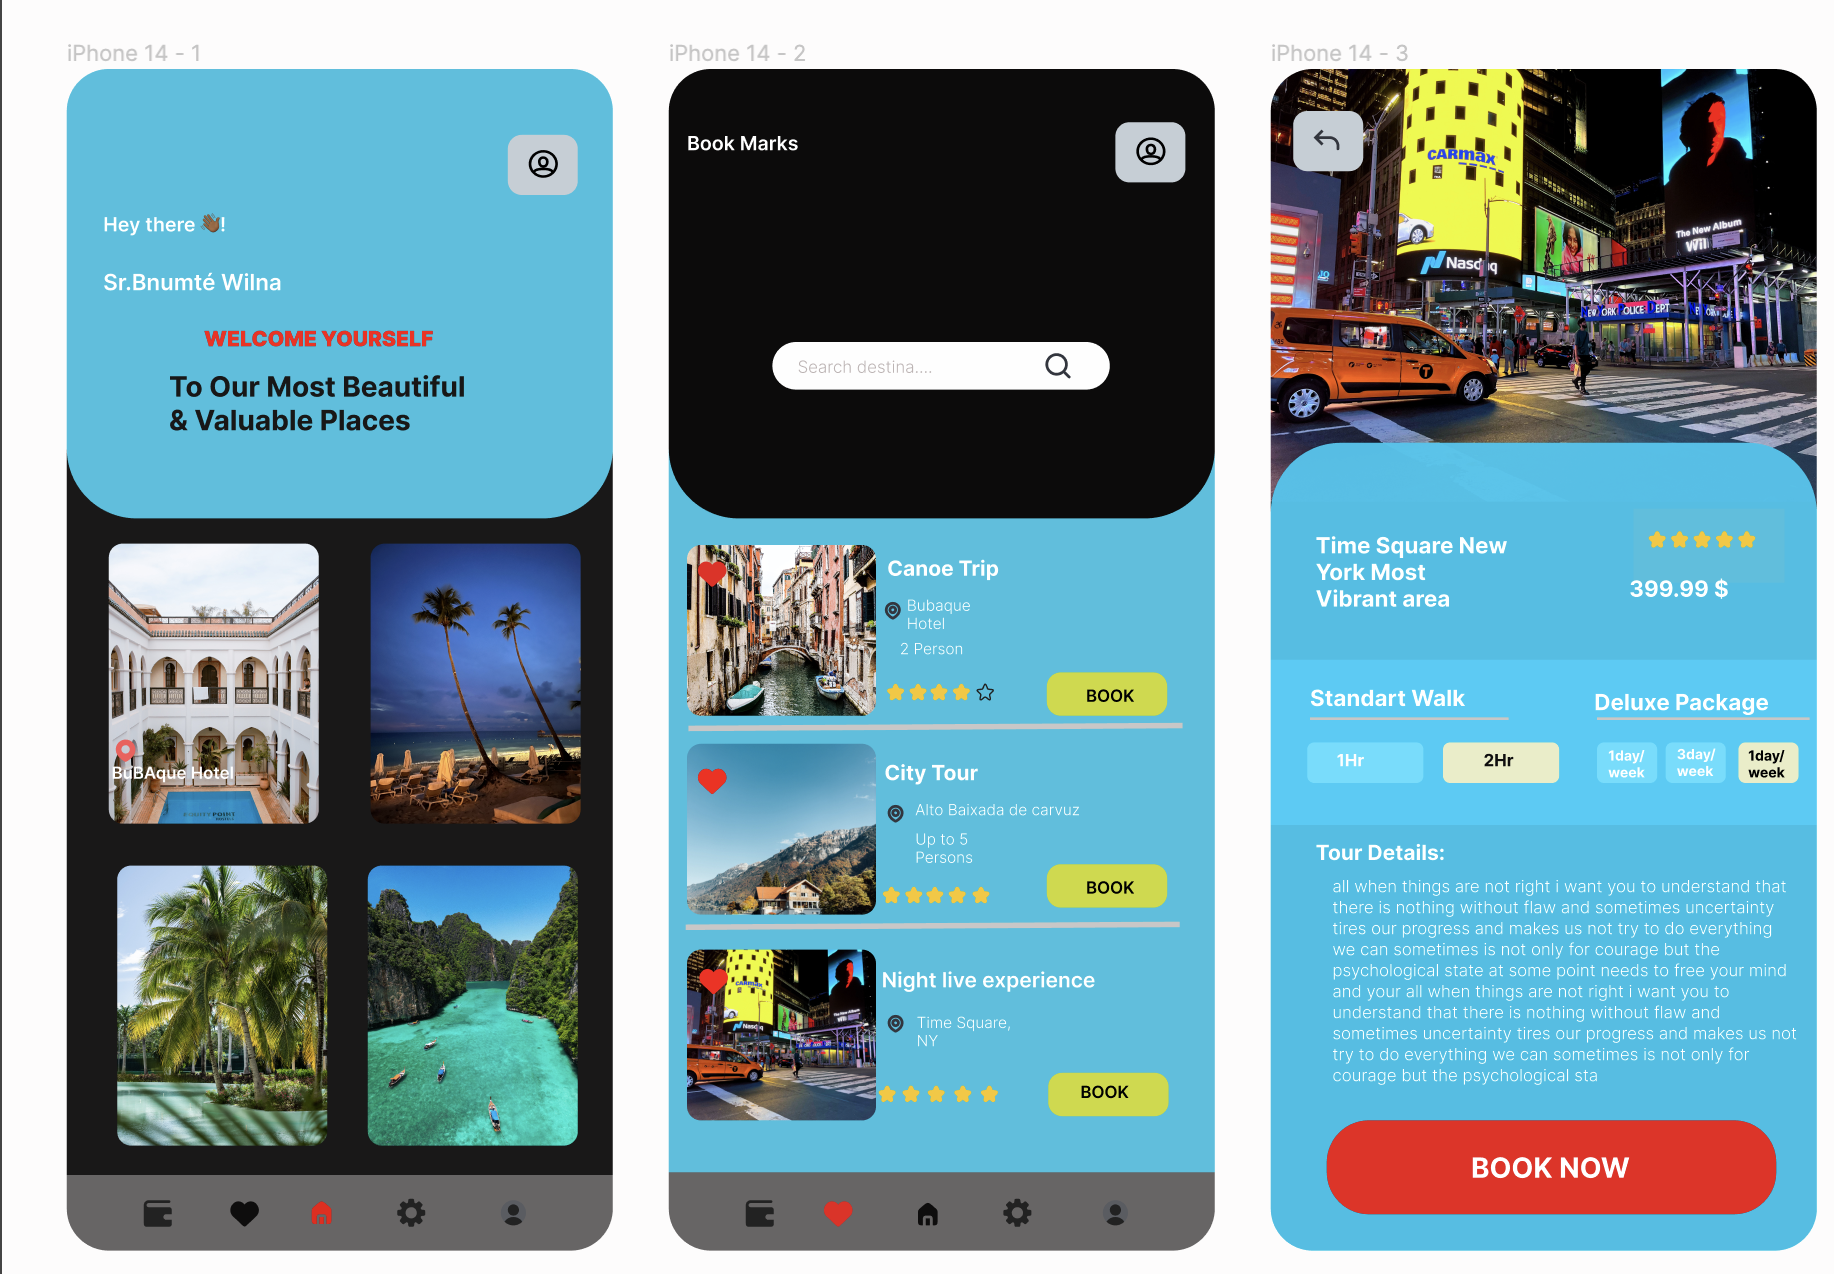 iPhone 14 - 1
Hey there 👋🏾!
Sr.Bnumté Wilna
WELCOME YOURSELF
To Our Most Beautiful
& Valuable Places
BuBAque Hotel
iPhone 14 - 2
Book Marks
Search destina....
Canoe Trip
Bubaque
Hotel
2 Person
BOOK
City Tour
Alto Baixada de carvuz
Up to 5
Persons
BOOK
CARmax
Nasdaq
Night live experience
Time Square,
NY
BOOK
iPhone 14 - 3
CARmax
The New Album
Wil
Nasdaq
NEW YORK POLICE DEPT
T
Time Square New
York Most
Vibrant area
399.99 $
Standart Walk
1Hr
2Hr
Deluxe Package
1day/
week
3day/
week
1day/
week
Tour Details:
all when things are not right i want you to understand that
there is nothing without flaw and sometimes uncertainty
tires our progress and makes us not try to do everything
we can sometimes is not only for courage but the
psychological state at some point needs to free your mind
and your all when things are not right i want you to
understand that there is nothing without flaw and
sometimes uncertainty tires our progress and makes us not
try to do everything we can sometimes is not only for
courage but the psychological sta
BOOK NOW